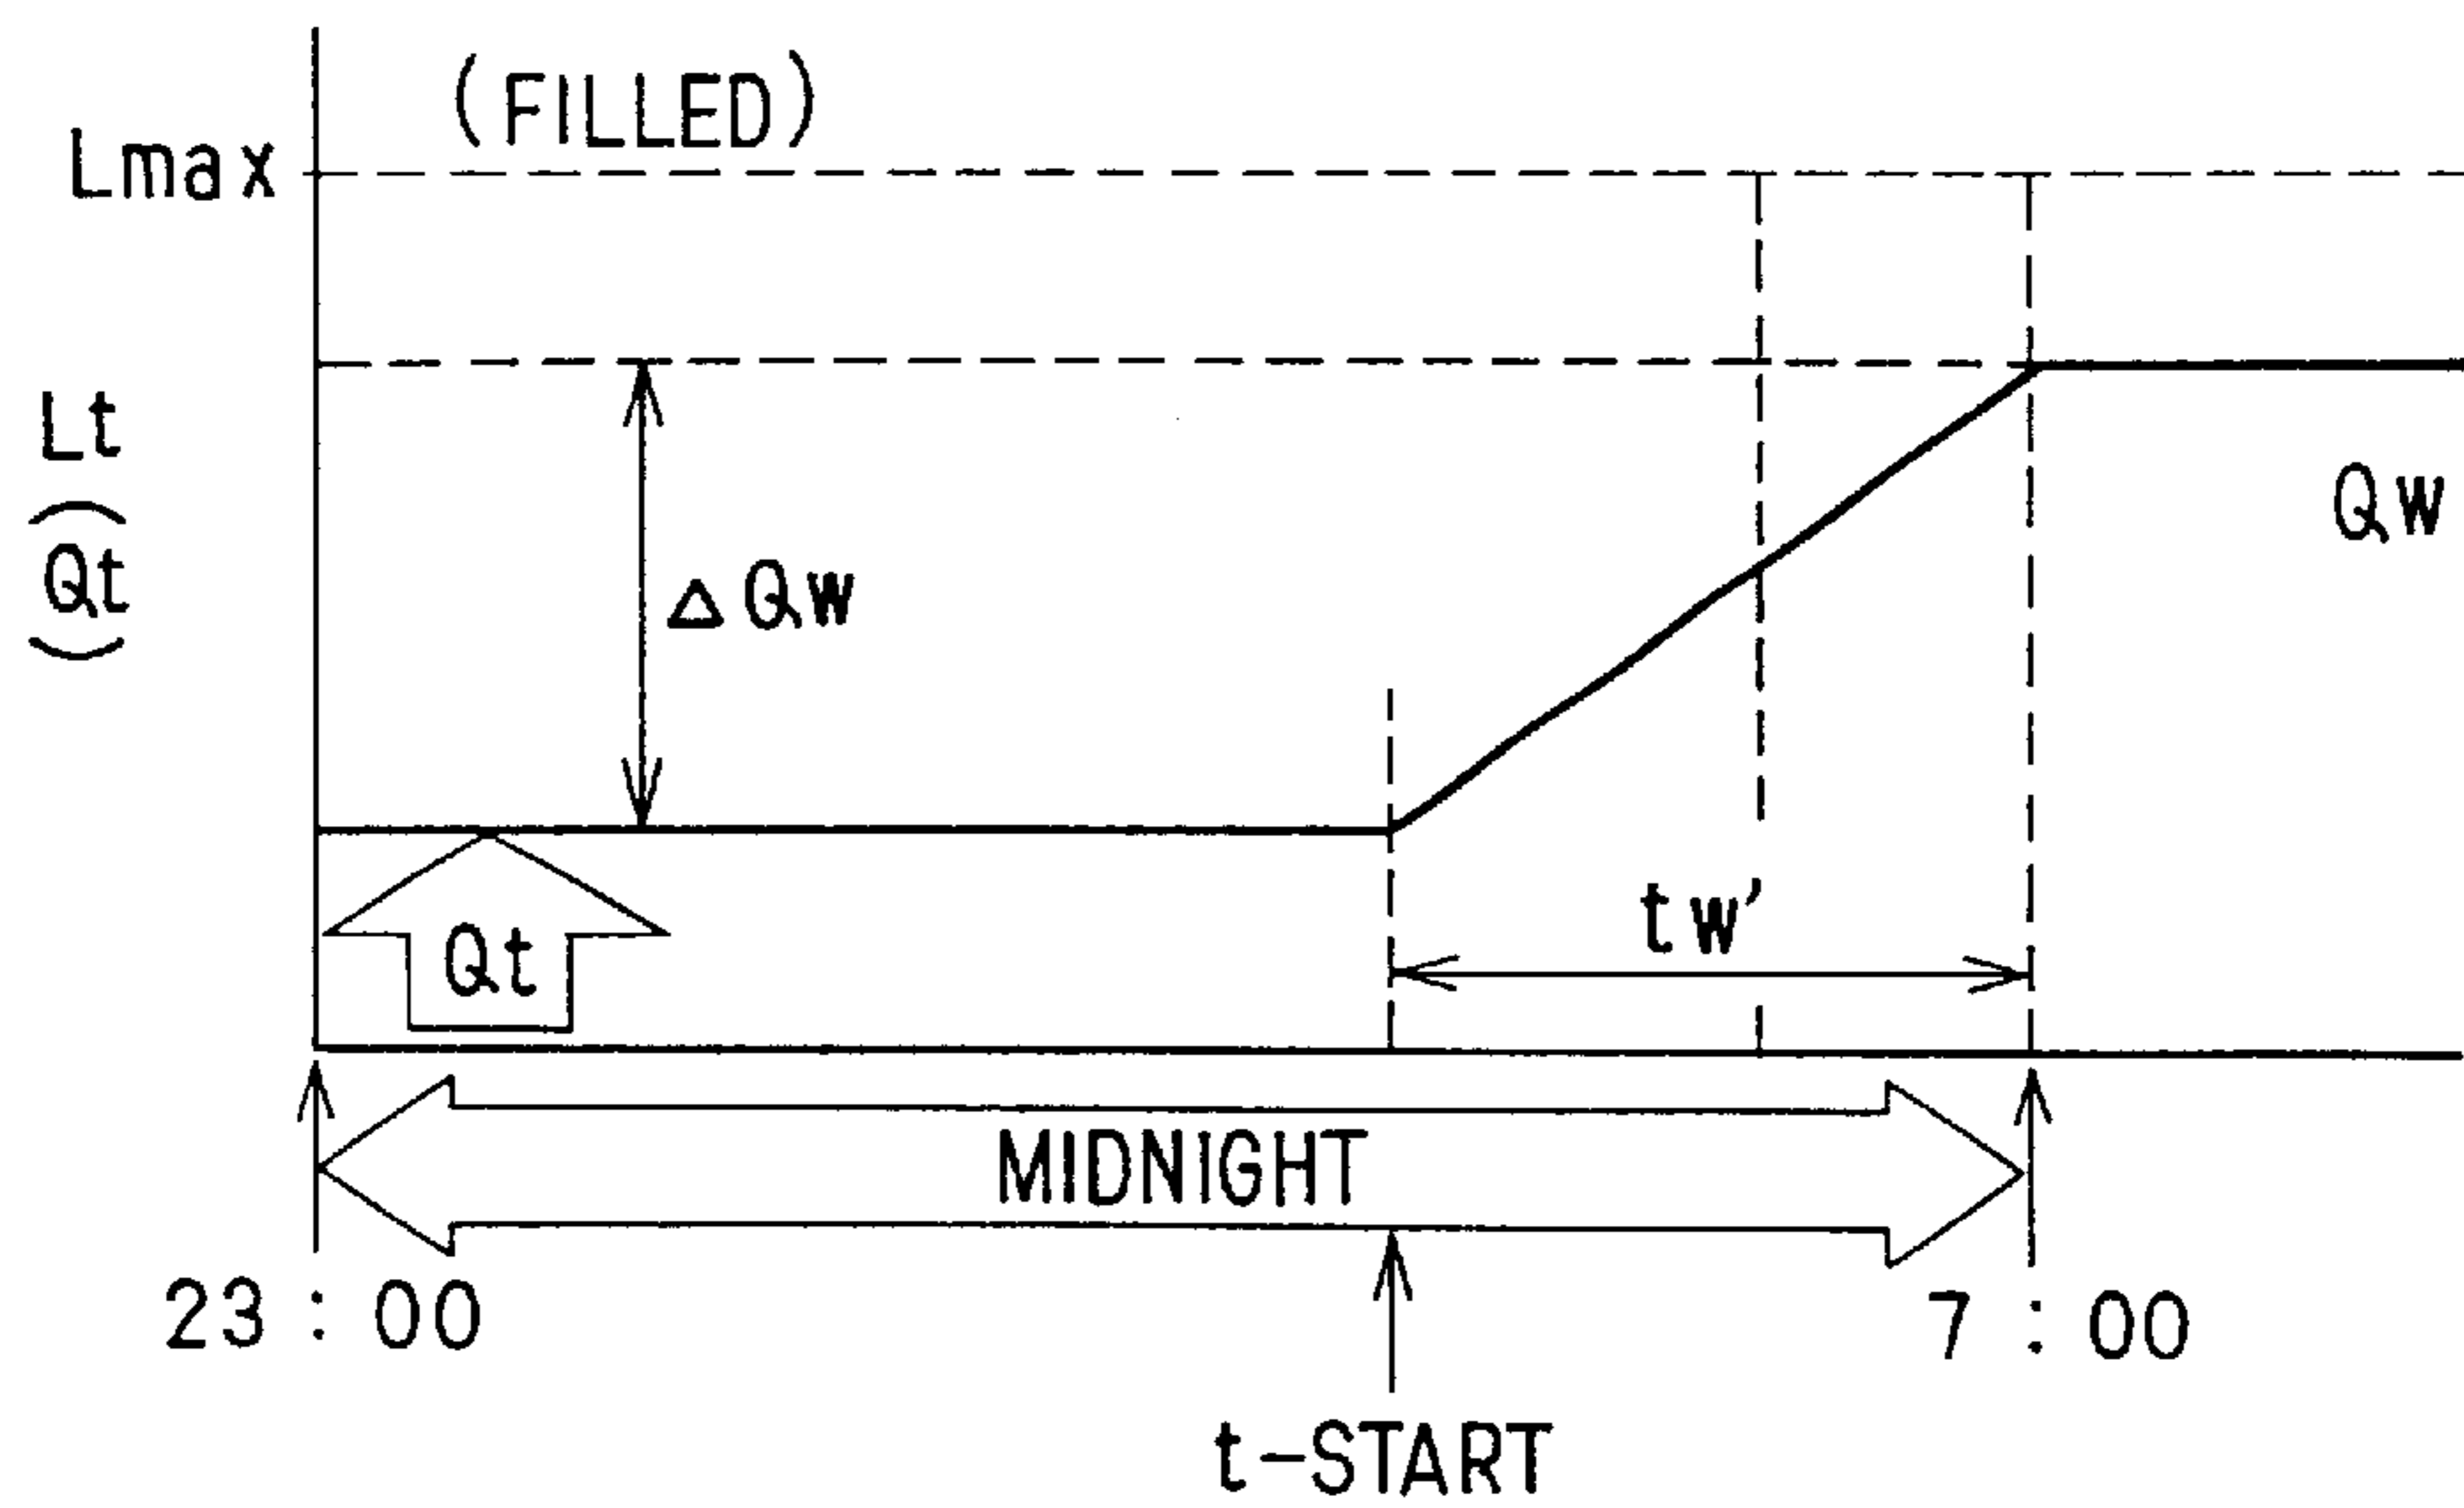 (FILLED)
Lmax
Lt
(Qt)
Qw
ΔQw
tw'
Qt
MIDNIGHT
23:00
7:00
t-START